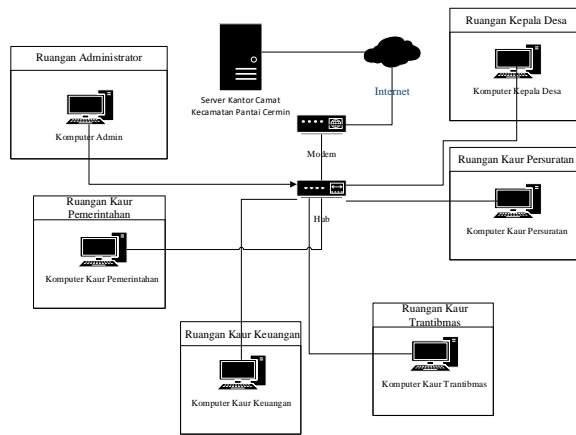 Ruangan Administrator
Komputer Admin
Server Kantor Camat
Kecamatan Pantai Cermin
Internet
Modem
Hub
Ruangan Kepala Desa
Komputer Kepala Desa
Ruangan Kaur Persuratan
Komputer Kaur Persuratan
Ruangan Kaur
Pemerintahan
Komputer Kaur Pemerintahan
Ruangan Kaur Keuangan
Komputer Kaur Keuangan
Ruangan Kaur
Trantibmas
Komputer Kaur Trantibmas